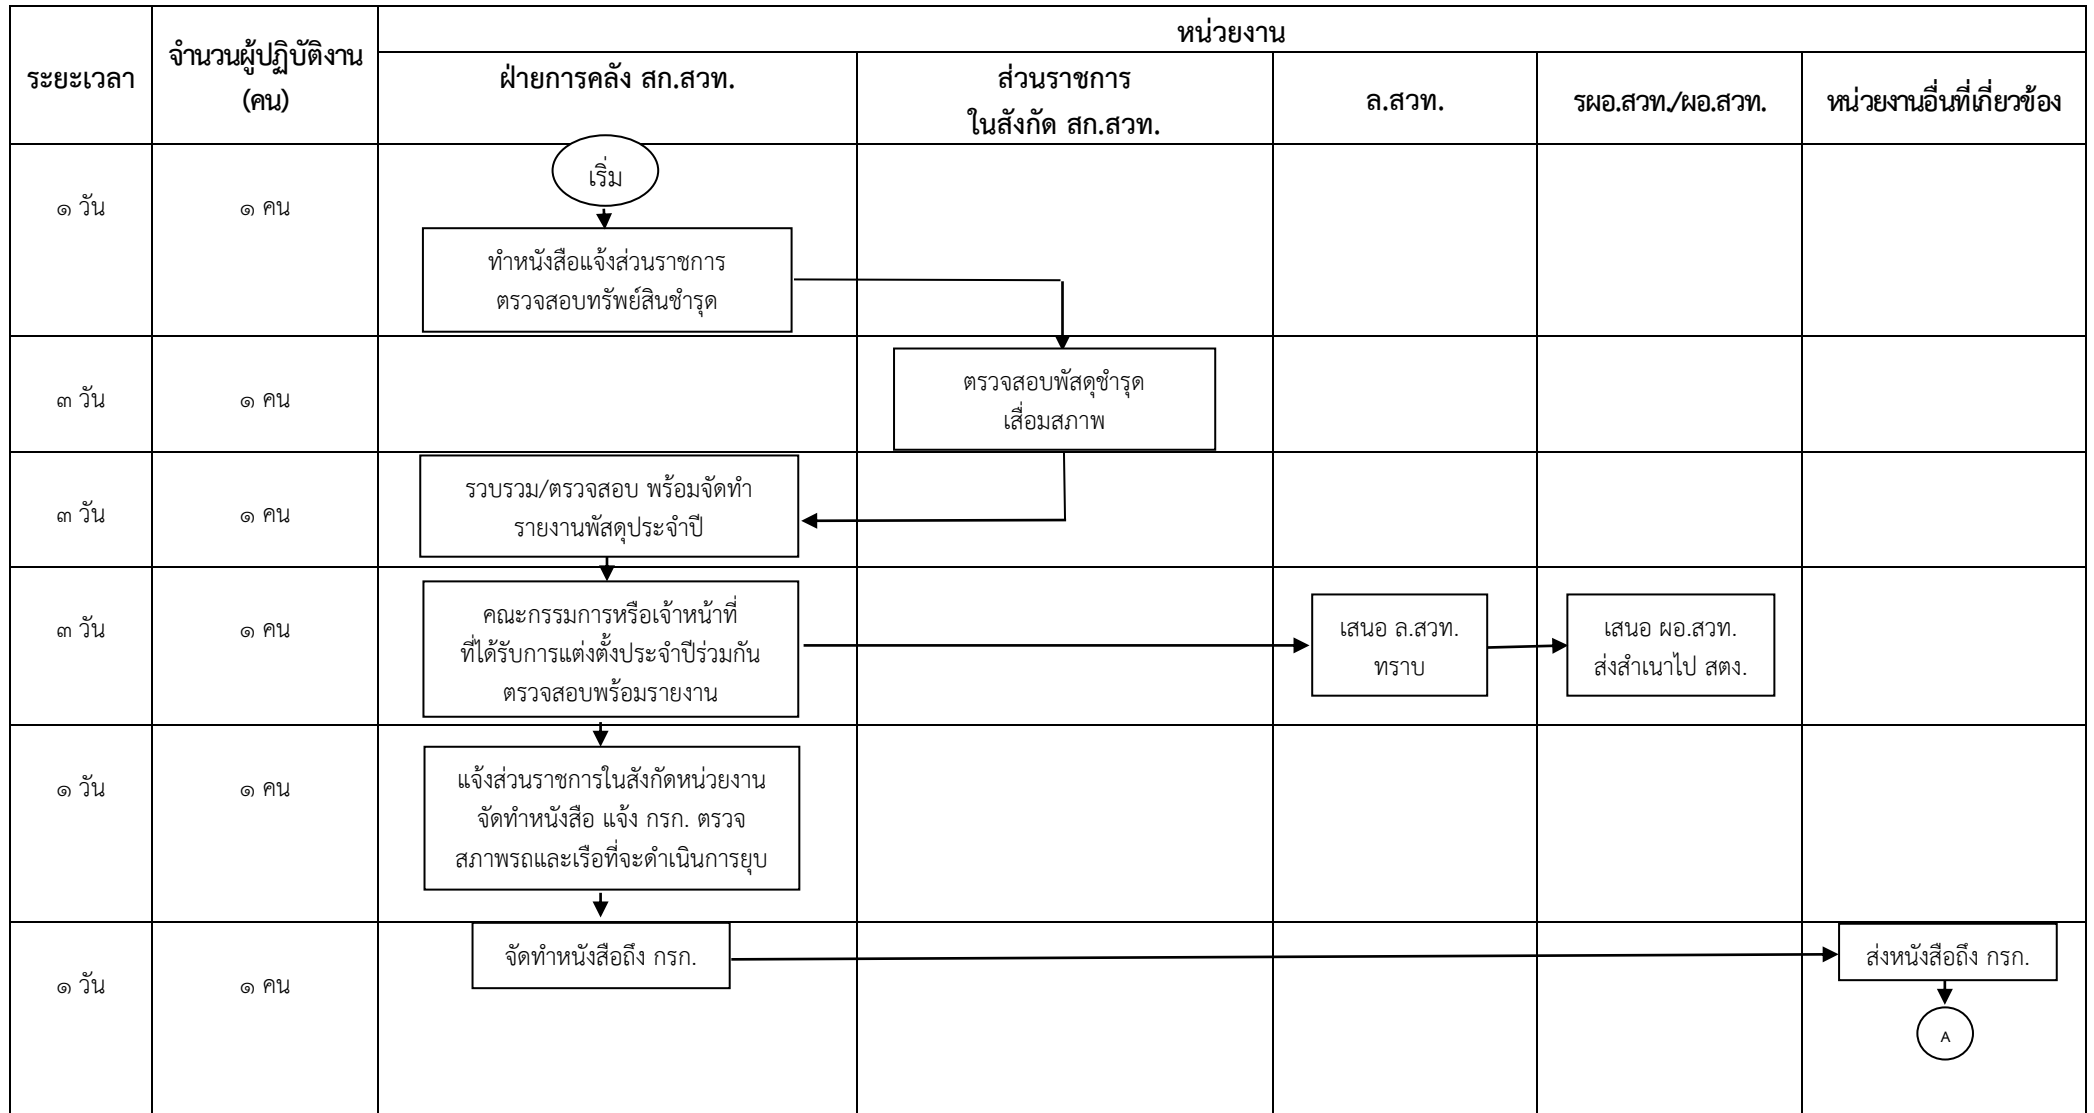 หน่วยงาน
ระยะเวลา
จำนวนผู้ปฏิบัติงาน
(คน)
ฝ่ายการคลัง สก.สวท.
ส่วนราชการ
ในสังกัด สก.สวท.
ล.สวท.
รผอ.สวท./ผอ.สวท.
หน่วยงานอื่นที่เกี่ยวข้อง
เริ่ม
๑ วัน
๑ คน
ทำหนังสือแจ้งส่วนราชการ
ตรวจสอบทรัพย์สินชำรุด
๓ วัน
๑ คน
ตรวจสอบพัสดุชำรุด
เสื่อมสภาพ
๓ วัน
๑ คน
รวบรวม/ตรวจสอบ พร้อมจัดทำ
รายงานพัสดุประจำปี
๓ วัน
๑ คน
คณะกรรมการหรือเจ้าหน้าที่
ที่ได้รับการแต่งตั้งประจำปีร่วมกัน
ตรวจสอบพร้อมรายงาน
เสนอ ล.สวท.
ทราบ
เสนอ ผอ.สวท.
ส่งสำเนาไป สตง.
๑ วัน
๑ คน
แจ้งส่วนราชการในสังกัดหน่วยงาน
จัดทำหนังสือ แจ้ง กรก. ตรวจ
สภาพรถและเรือที่จะดำเนินการยุบ
๑ วัน
๑ คน
จัดทำหนังสือถึง กรก.
ส่งหนังสือถึง กรก.
A